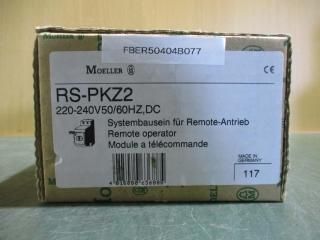 FBER50404B077
MOELLER
CE
RS-PKZ2
220-240V50/60HZ,DC
Systembausein für Remote-Antrieb
Remote operator
Module a télécommande
MADE IN
GERMANY
117